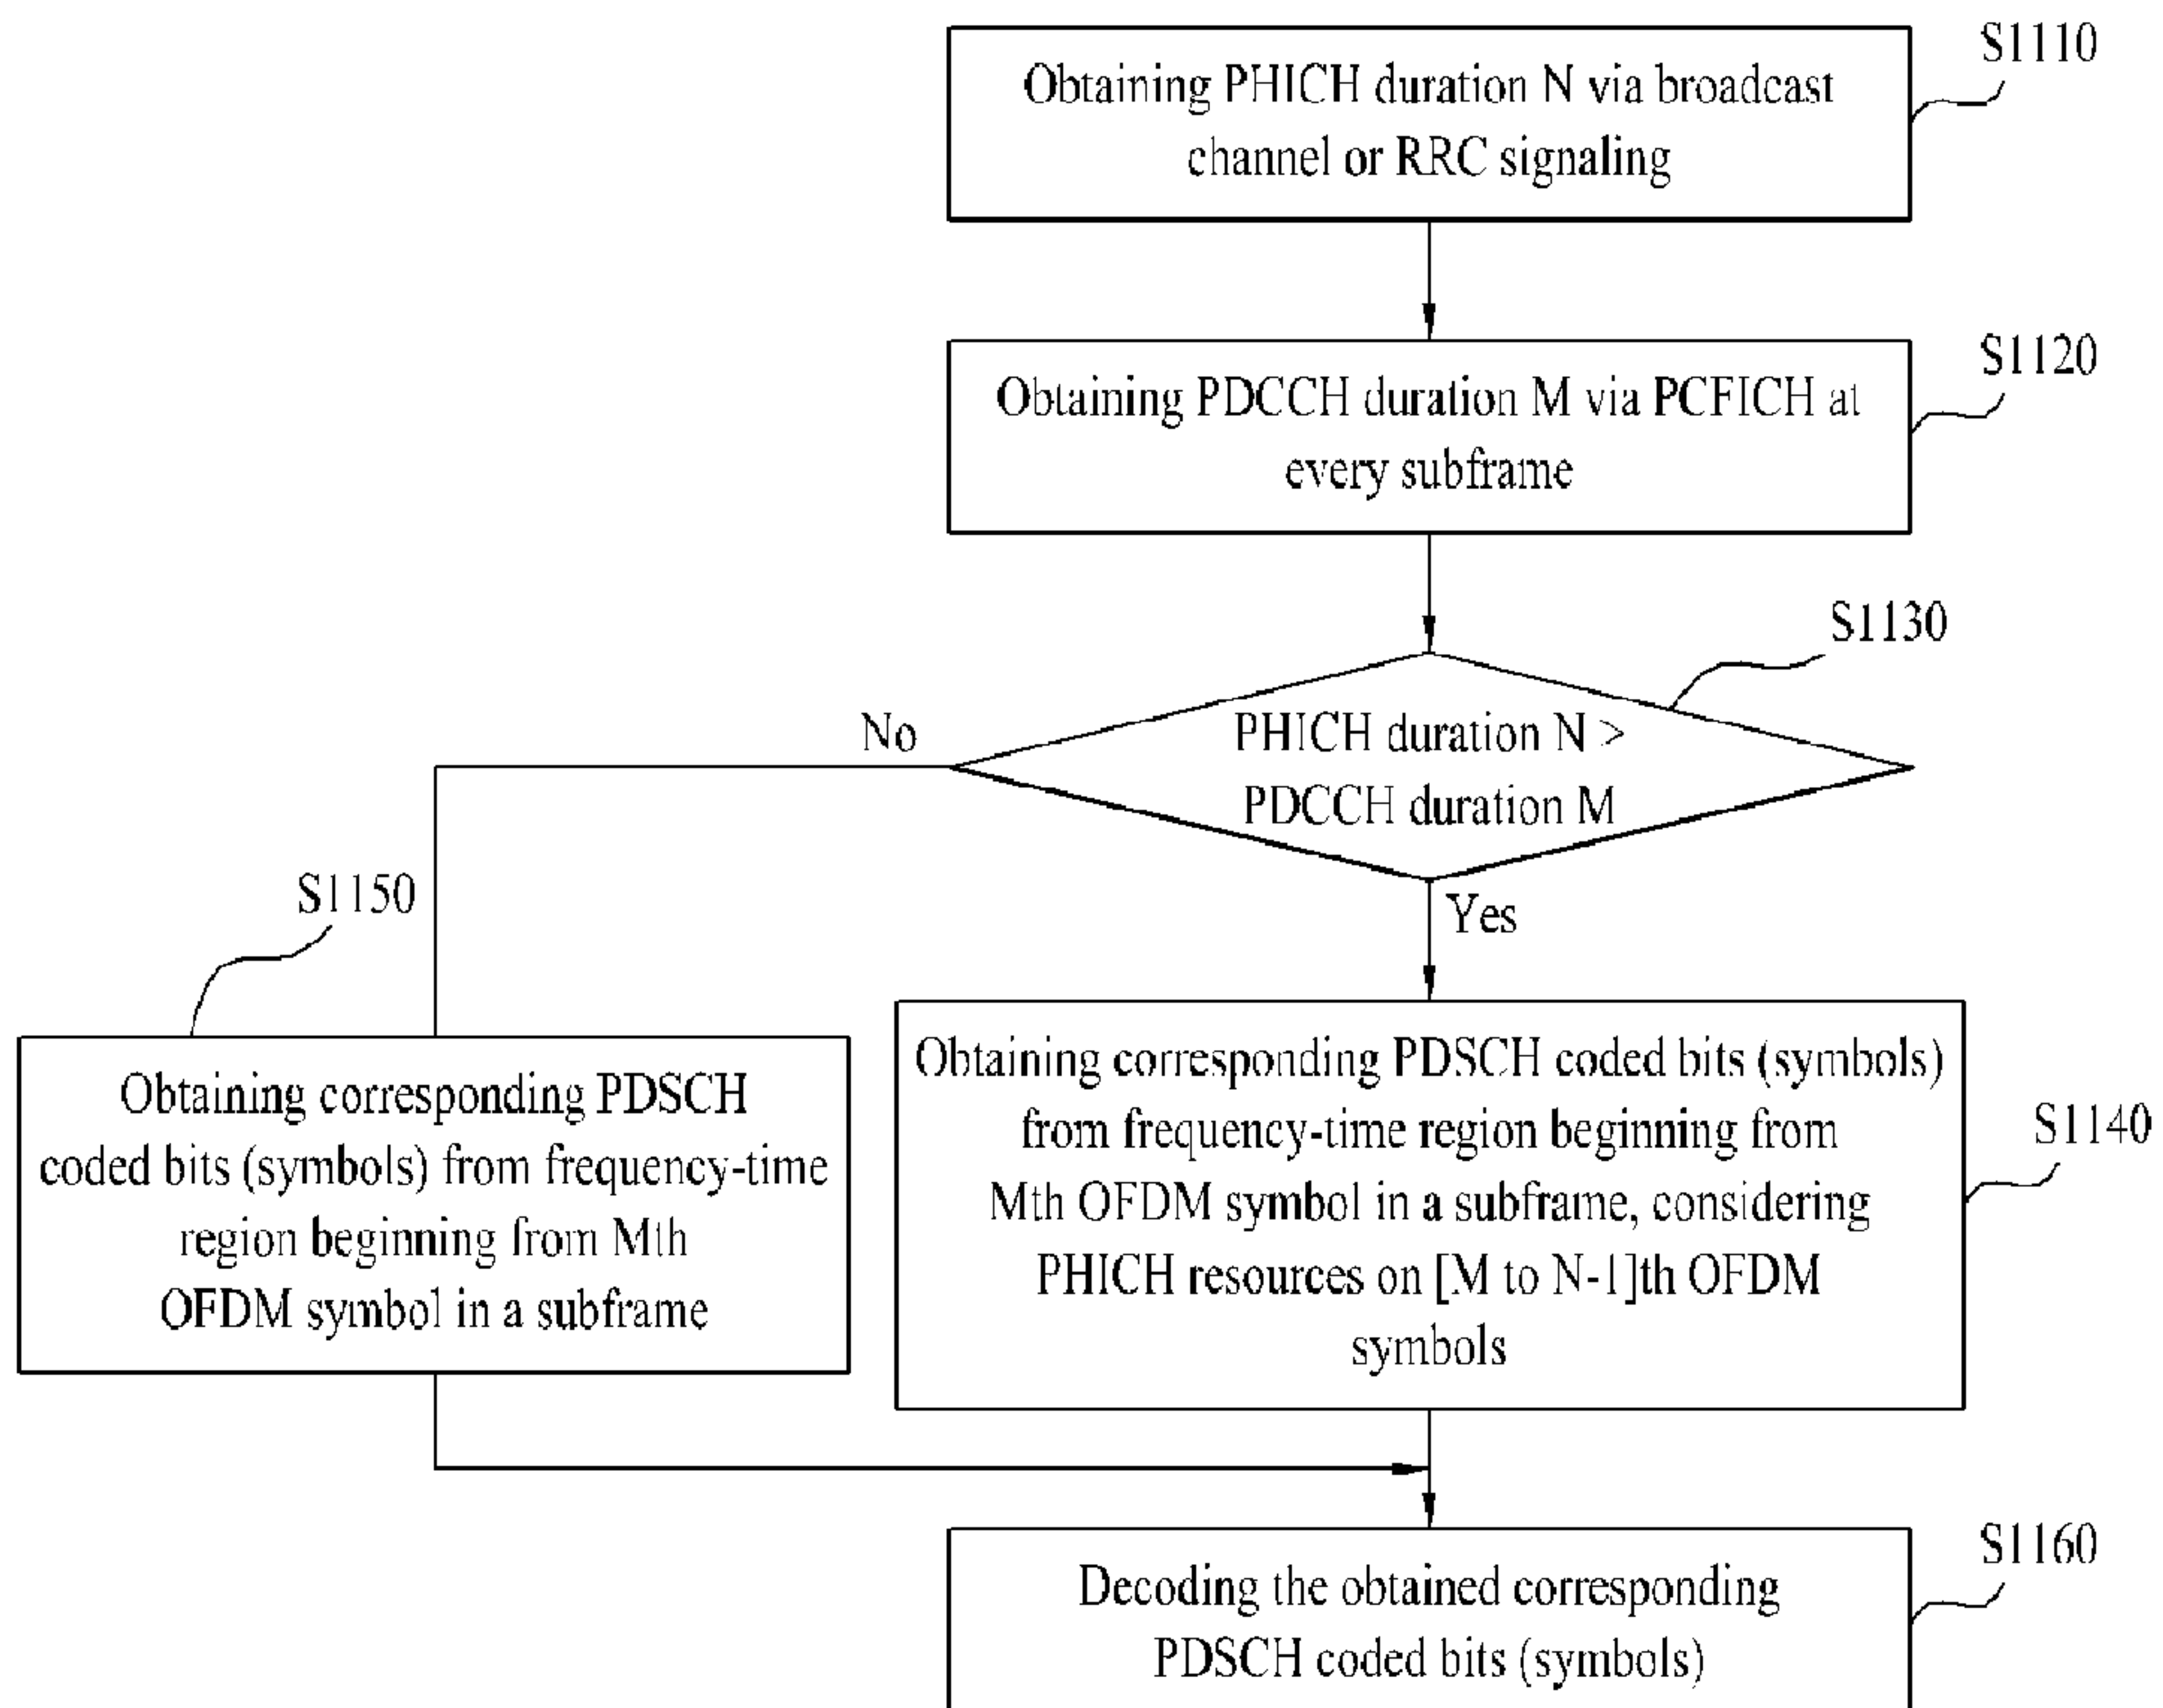 S1110
Obtaining PHICH duration N via broadcast
channel or RRC signaling
S1120
Obtaining PDCCH duration M via PCFICH at
every subframe
S1130
No
PHICH duration N >
PDCCH duration M
Yes
S1150
Obtaining corresponding PDSCH
coded bits (symbols) from frequency-time
region beginning from Mth
OFDM symbol in a subframe
Obtaining corresponding PDSCH coded bits (symbols)
from frequency-time region beginning from
Mth OFDM symbol in a subframe, considering
PHICH resources on [M to N-1]th OFDM
symbols
S1140
S1160
Decoding the obtained corresponding
PDSCH coded bits (symbols)